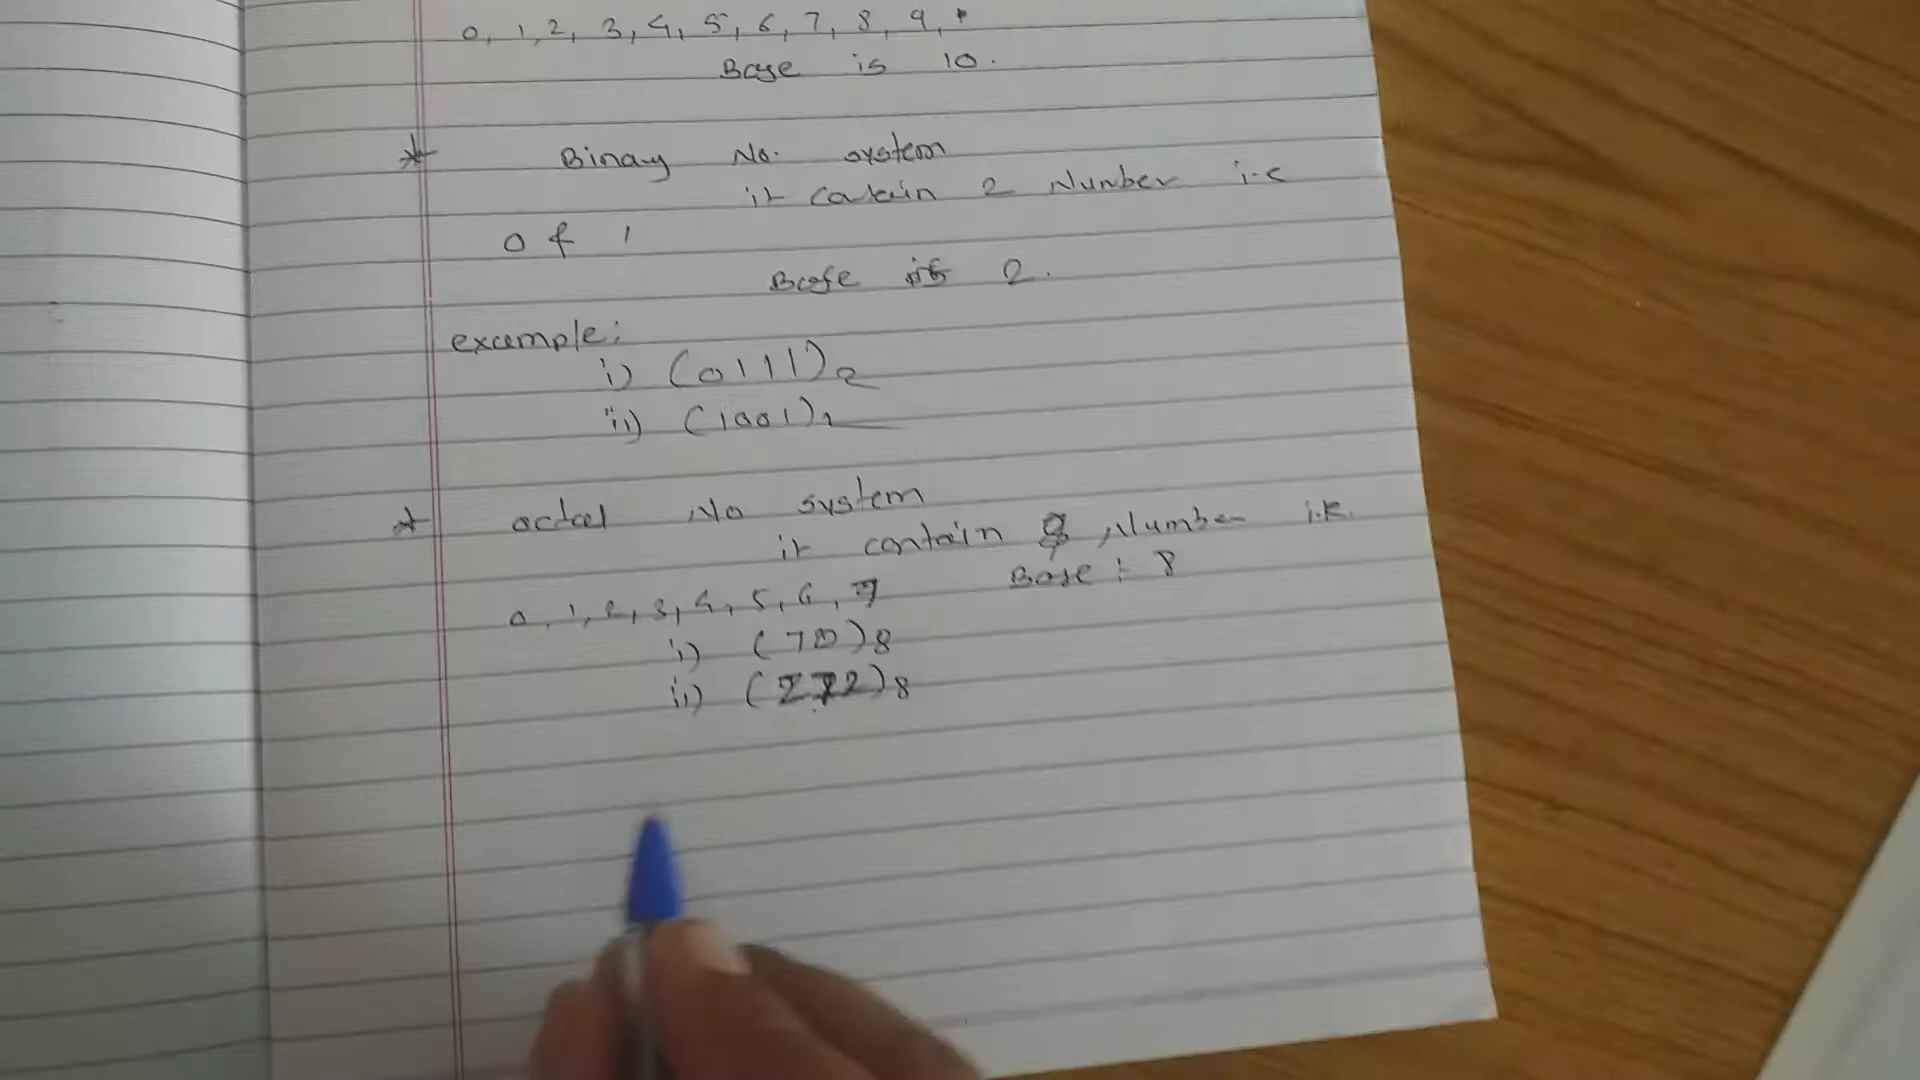 0, 1, 2, 3, 4, 5, 6, 7, 8, 9,
Base is 10.
* Binary No. system
it contain 2 Number i.e
0 & 1
Base is 2.
example:
i) (0111)2
ii) (1001)2
* octal No system
it contain 8 Number i.e.
Base : 8
0, 1, 2, 3, 4, 5, 6, 7
i) (70)8
ii) (272)8